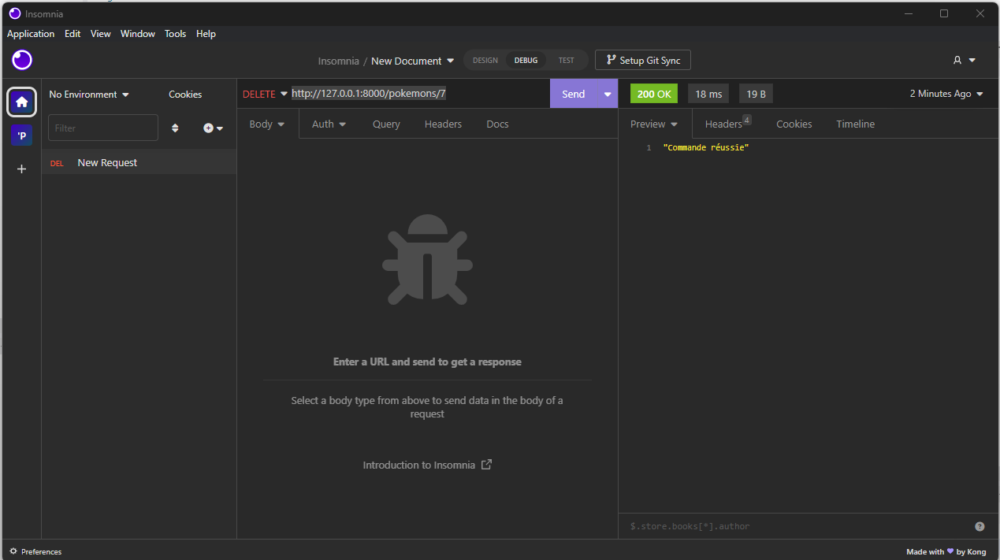 Insomnia
Application Edit View Window Tools Help
Insomnia / New Document DESIGN DEBUG TEST Setup Git Sync
No Environment Cookies
DELETE http://127.0.0.1:8000/pokemons/7 Send
200 OK 18 ms 19 B 2 Minutes Ago
Filter
Body Auth Query Headers Docs
Preview Headers 4 Cookies Timeline
'P
DEL New Request
1 "Commande réussie"
Enter a URL and send to get a response
Select a body type from above to send data in the body of a
request
Introduction to Insomnia
$.store.books[*].author
?
Preferences
Made with by Kong